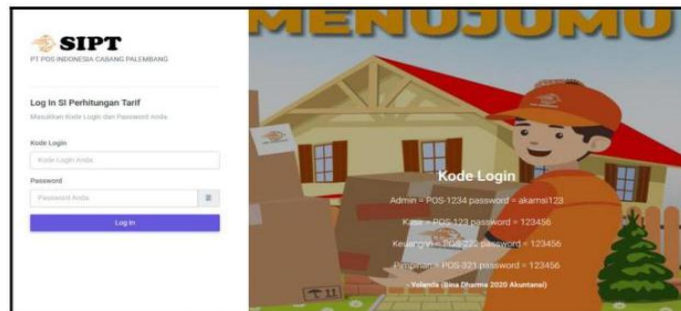 SIPT
PT POS INDONESIA CABANG PALEMBANG
Log In SI Perhitungan Tarif
Masukkan Kode Login dan Password Anda.
Kode Login
Kode Login Anda
Password
Password Anda
Log In
MENUJUMU
Kode Login
Admin = POS-1234 password = akamsi123
Kasir = POS-123 password = 123456
Keuangan = POS-222 password = 123456
Pimpinan = POS-321 password = 123456
- Yolanda (Bina Dharma 2020 Akuntansi)